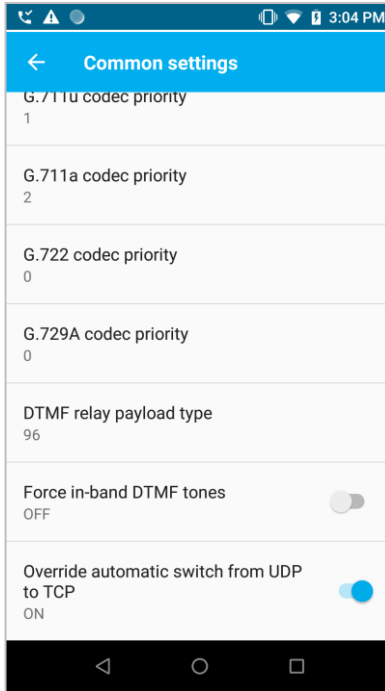 3:04 PM
Common settings
G.711u codec priority
1
G.711a codec priority
2
G.722 codec priority
0
G.729A codec priority
0
DTMF relay payload type
96
Force in-band DTMF tones
OFF
Override automatic switch from UDP
to TCP
ON